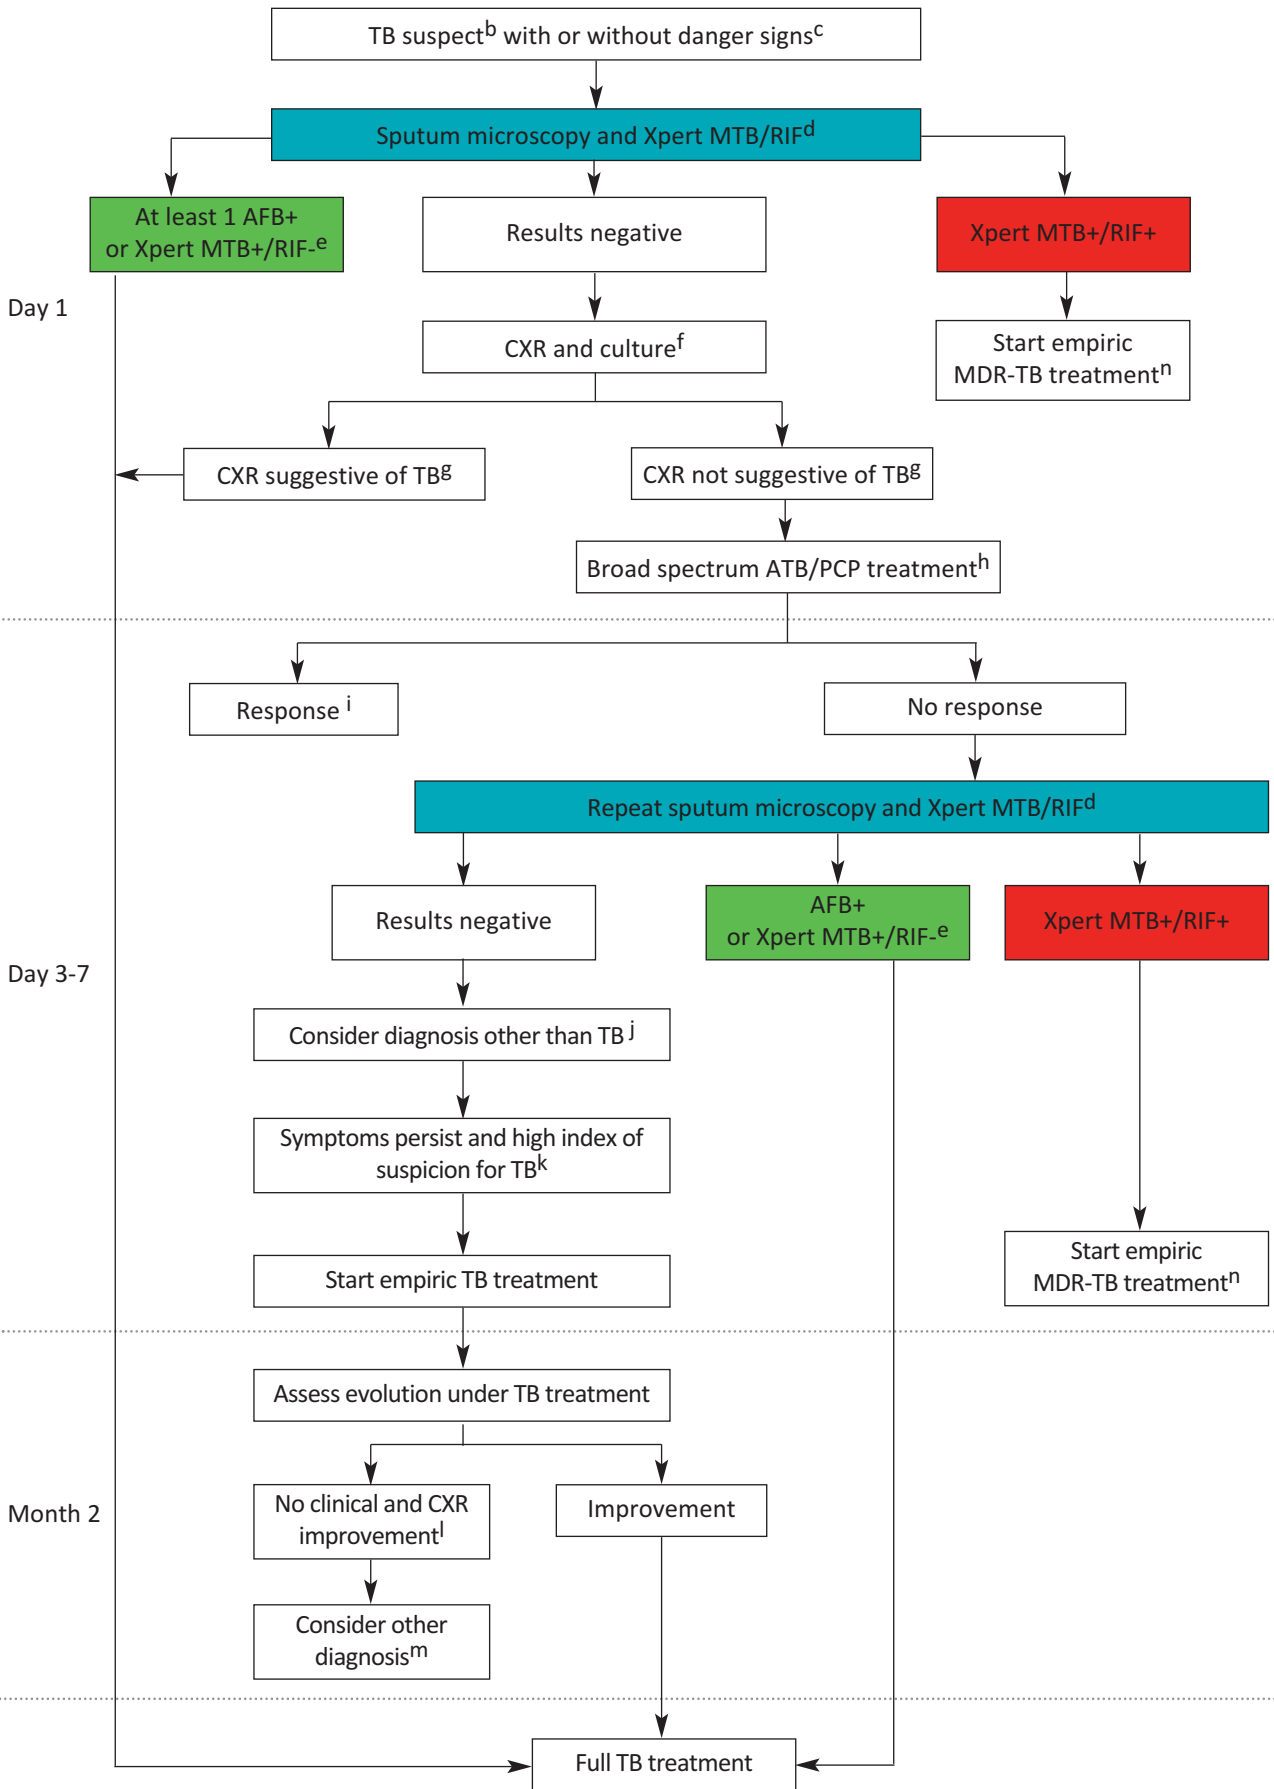 TB suspectb with or without danger signsc
Sputum microscopy and Xpert MTB/RIFd
At least 1 AFB+
or Xpert MTB+/RIF-e
Results negative
Xpert MTB+/RIF+
Day 1
CXR and culturef
Start empiric
MDR-TB treatmentn
CXR suggestive of TBg
CXR not suggestive of TBg
Broad spectrum ATB/PCP treatmenth
Response i
No response
Repeat sputum microscopy and Xpert MTB/RIFd
Results negative
AFB+
or Xpert MTB+/RIF-e
Xpert MTB+/RIF+
Day 3-7
Consider diagnosis other than TB j
Symptoms persist and high index of
suspicion for TBk
Start empiric TB treatment
Start empiric
MDR-TB treatmentn
Assess evolution under TB treatment
Month 2
No clinical and CXR
improvementl
Improvement
Consider other
diagnosism
Full TB treatment